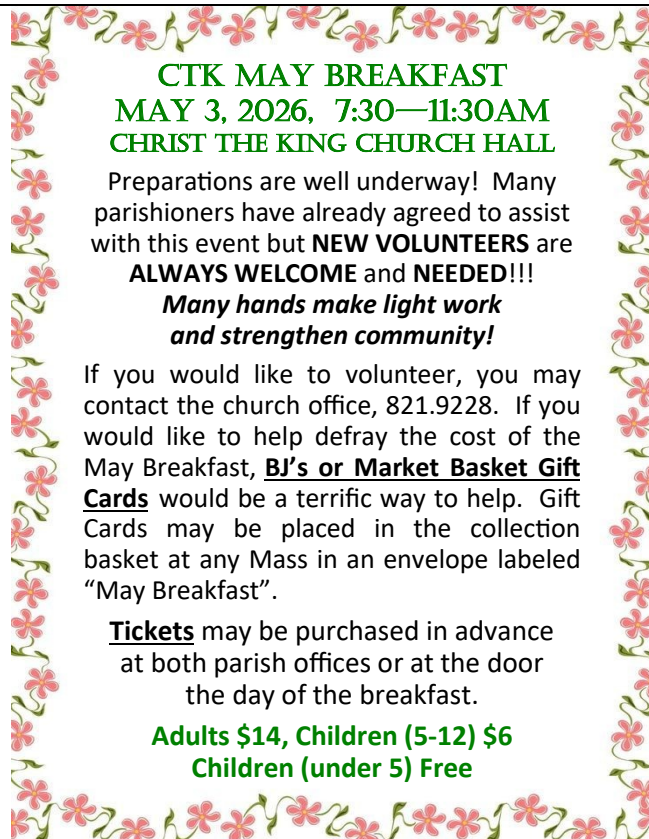 CTK MAY BREAKFAST
MAY 3, 2026,  7:30—11:30AM
CHRIST THE KING CHURCH HALL
Preparations are well underway!  Many
parishioners have already agreed to assist
with this event but NEW VOLUNTEERS are
ALWAYS WELCOME and NEEDED!!!
Many hands make light work
and strengthen community!
If you would like to volunteer, you may
contact the church office, 821.9228.  If you
would like to help defray the cost of the
May Breakfast, BJ’s or Market Basket Gift
Cards would be a terrific way to help.  Gift
Cards may be placed in the collection
basket at any Mass in an envelope labeled
“May Breakfast”.
Tickets may be purchased in advance
at both parish offices or at the door
the day of the breakfast.
Adults $14, Children (5-12) $6
Children (under 5) Free